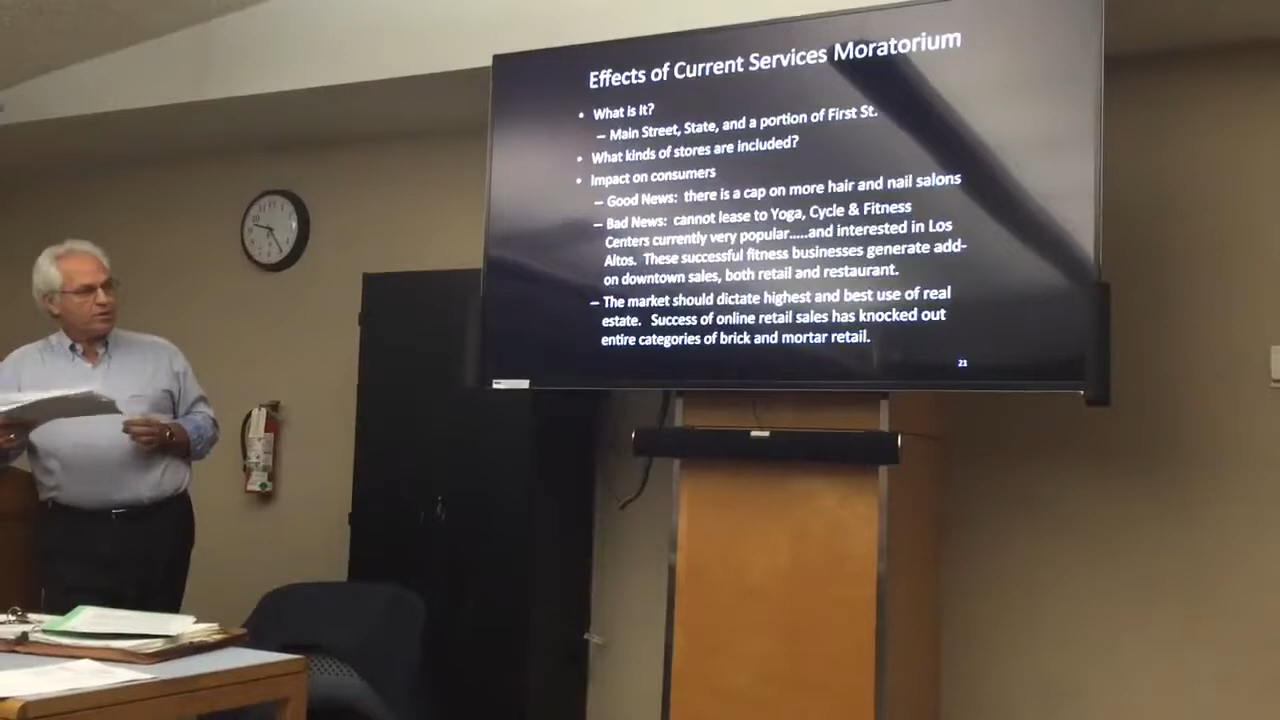 Effects of Current Services Moratorium
• What is It?
– Main Street, State, and a portion of First St.
• What kinds of stores are included?
• Impact on consumers
– Good News: there is a cap on more hair and nail salons
– Bad News: cannot lease to Yoga, Cycle & Fitness
Centers currently very popular.....and interested in Los
Altos. These successful fitness businesses generate add-
on downtown sales, both retail and restaurant.
– The market should dictate highest and best use of real
estate. Success of online retail sales has knocked out
entire categories of brick and mortar retail.
21